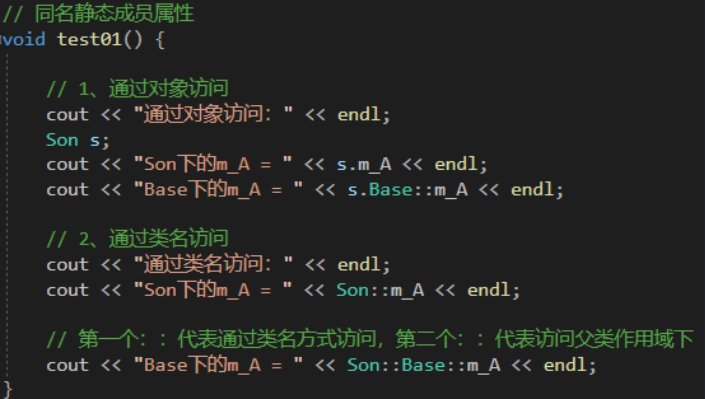 // 同名静态成员属性
void test01() {
// 1、通过对象访问
cout << "通过对象访问：" << endl;
Son s;
cout << "Son下的m_A = " << s.m_A << endl;
cout << "Base下的m_A = " << s.Base::m_A << endl;
// 2、通过类名访问
cout << "通过类名访问：" << endl;
cout << "Son下的m_A = " << Son::m_A << endl;
// 第一个：：代表通过类名方式访问，第二个：：代表访问父类作用域下
cout << "Base下的m_A = " << Son::Base::m_A << endl;
}